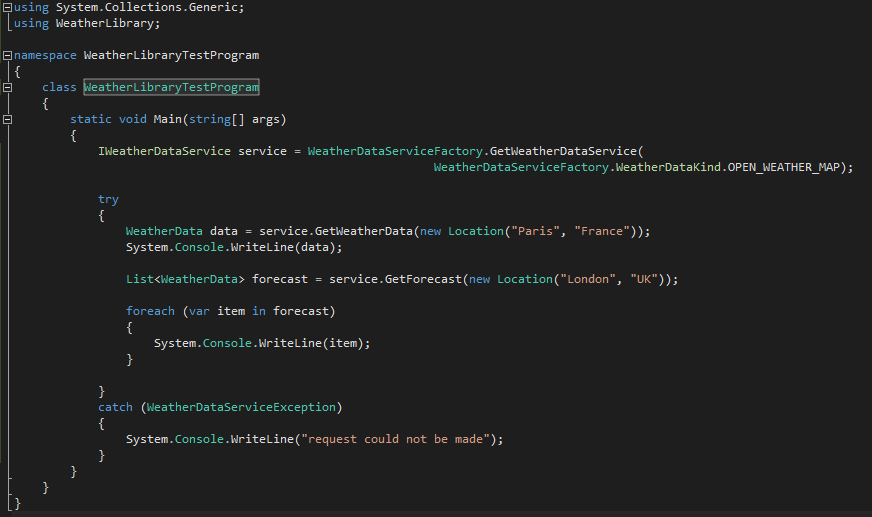 using System.Collections.Generic;
using WeatherLibrary;
namespace WeatherLibraryTestProgram
{
class WeatherLibraryTestProgram
{
static void Main(string[] args)
{
IWeatherDataService service = WeatherDataServiceFactory.GetWeatherDataService(
WeatherDataServiceFactory.WeatherDataKind.OPEN_WEATHER_MAP);
try
{
WeatherData data = service.GetWeatherData(new Location("Paris", "France"));
System.Console.WriteLine(data);
List<WeatherData> forecast = service.GetForecast(new Location("London", "UK"));
foreach (var item in forecast)
{
System.Console.WriteLine(item);
}
}
catch (WeatherDataServiceException)
{
System.Console.WriteLine("request could not be made");
}
}
}
}